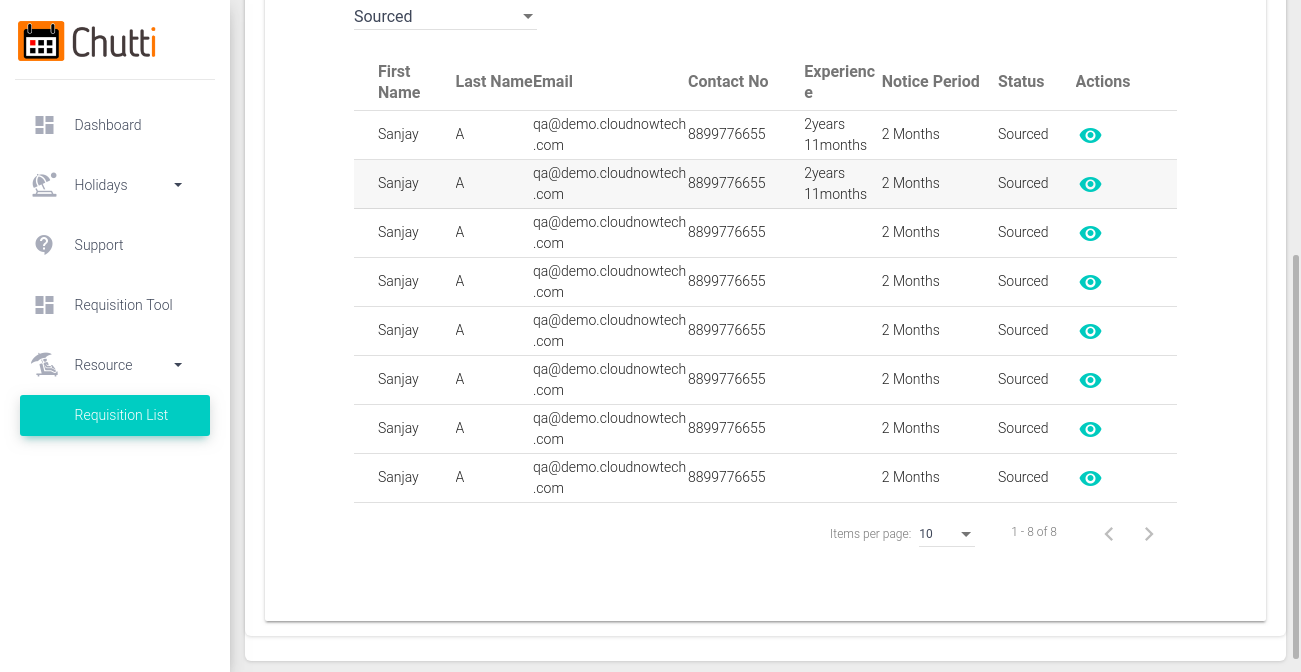 Chutti
Dashboard
Holidays
Support
Requisition Tool
Resource
Requisition List
Sourced
First Name Last Name Email Contact No Experience Notice Period Status Actions
Sanjay A qa@demo.cloudnowtech.com 8899776655 2years 11months 2 Months Sourced
Sanjay A qa@demo.cloudnowtech.com 8899776655 2years 11months 2 Months Sourced
Sanjay A qa@demo.cloudnowtech.com 8899776655 2 Months Sourced
Sanjay A qa@demo.cloudnowtech.com 8899776655 2 Months Sourced
Sanjay A qa@demo.cloudnowtech.com 8899776655 2 Months Sourced
Sanjay A qa@demo.cloudnowtech.com 8899776655 2 Months Sourced
Sanjay A qa@demo.cloudnowtech.com 8899776655 2 Months Sourced
Sanjay A qa@demo.cloudnowtech.com 8899776655 2 Months Sourced
Items per page: 10 1 - 8 of 8